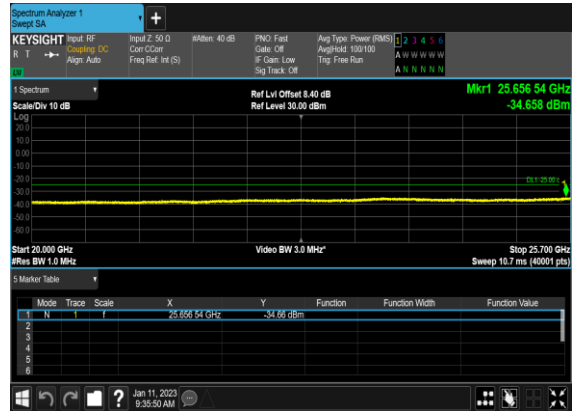 Spectrum Analyzer 1
Swept SA
KEYSIGHT Input: RF Input Z: 50 Ω #Atten: 40 dB PNO: Fast Avg Type: Power (RMS) 1 2 3 4 5 6
R T Coupling: DC Corr CCorr Gate: Off Avg|Hold: 100/100 A W W W W W
Align: Auto Freq Ref: Int (S) IF Gain: Low Trig: Free Run
LW Sig Track: Off A N N N N N
1 Spectrum Ref Lvl Offset 8.40 dB Mkr1 25.656 54 GHz
Scale/Div 10 dB Ref Level 30.00 dBm -34.658 dBm
Log
20.0
10.0
0.00
-10.0
-20.0
DL1 -25.00
-30.0
-40.0
-50.0
-60.0
Start 20.000 GHz Video BW 3.0 MHz* Stop 25.700 GHz
#Res BW 1.0 MHz Sweep 10.7 ms (40001 pts)
5 Marker Table
Mode Trace Scale X Y Function Function Width Function Value
1 N 1 f 25.656 54 GHz -34.66 dBm
2
3
4
5
6
Jan 11, 2023
9:35:50 AM